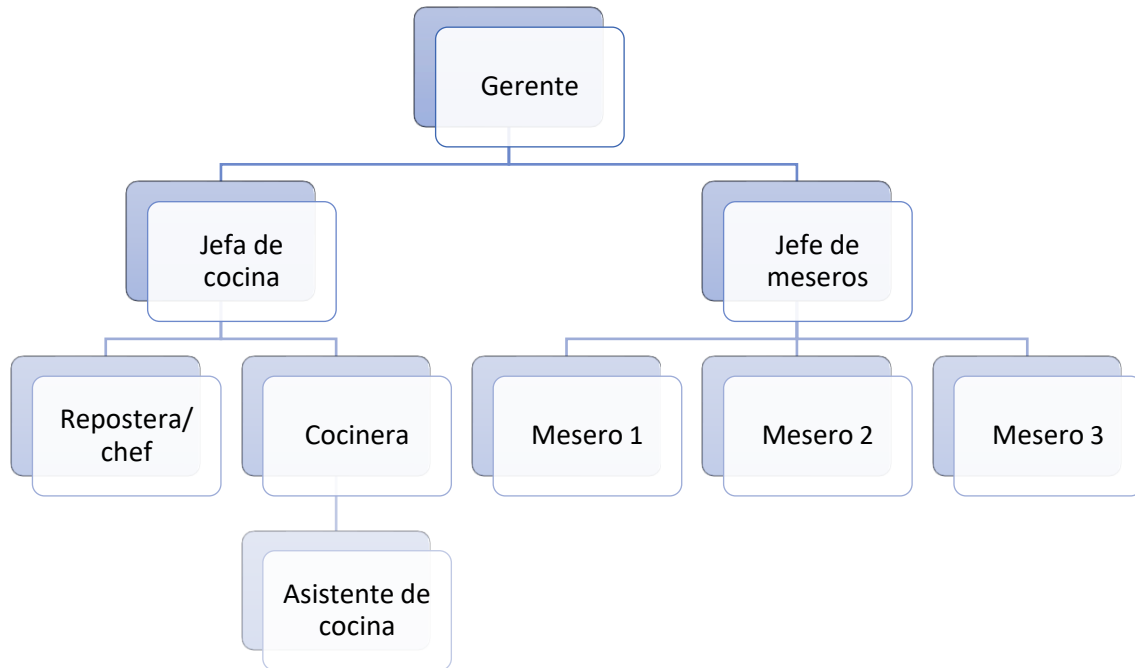 Gerente
Jefa de
cocina
Jefe de
meseros
Repostera/
chef
Cocinera
Mesero 1
Mesero 2
Mesero 3
Asistente de
cocina